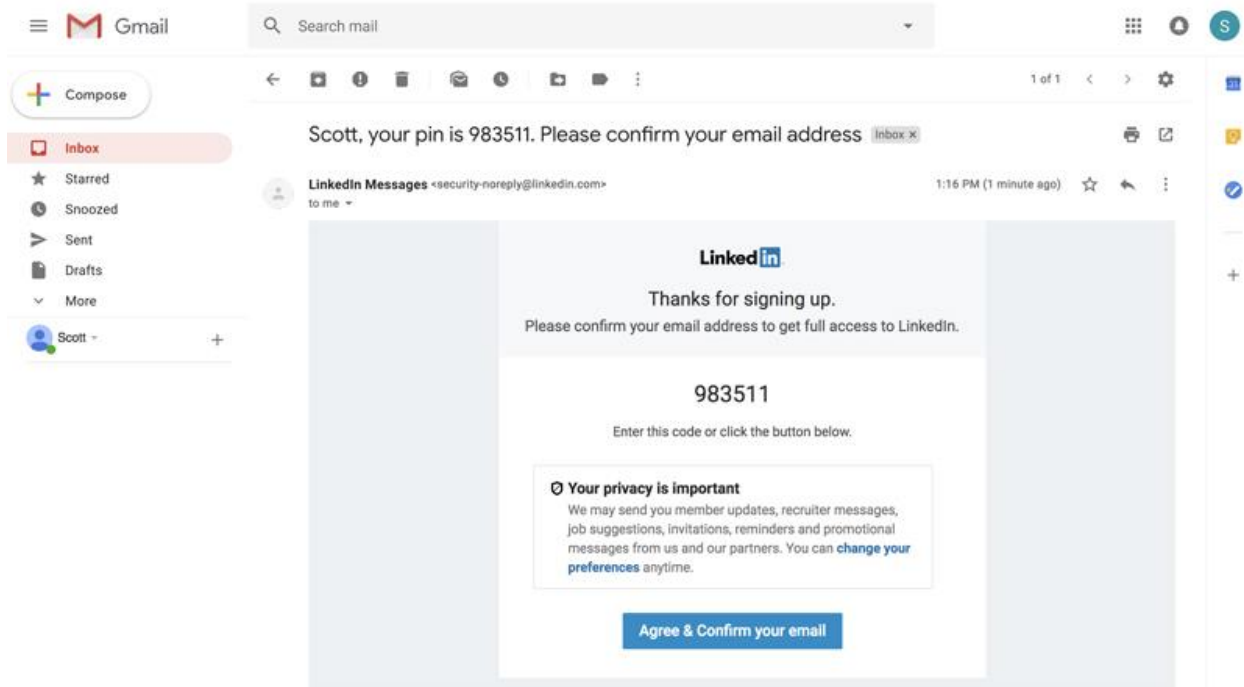 Gmail
Search mail
S
Compose
1 of 1
31
Scott, your pin is 983511. Please confirm your email address Inbox x
Inbox
Starred
LinkedIn Messages <security-noreply@linkedin.com> 1:16 PM (1 minute ago)
to me
Snoozed
Sent
Drafts
More
Scott
Linked in
Thanks for signing up.
Please confirm your email address to get full access to LinkedIn.
983511
Enter this code or click the button below.
Your privacy is important
We may send you member updates, recruiter messages,
job suggestions, invitations, reminders and promotional
messages from us and our partners. You can change your
preferences anytime.
Agree & Confirm your email